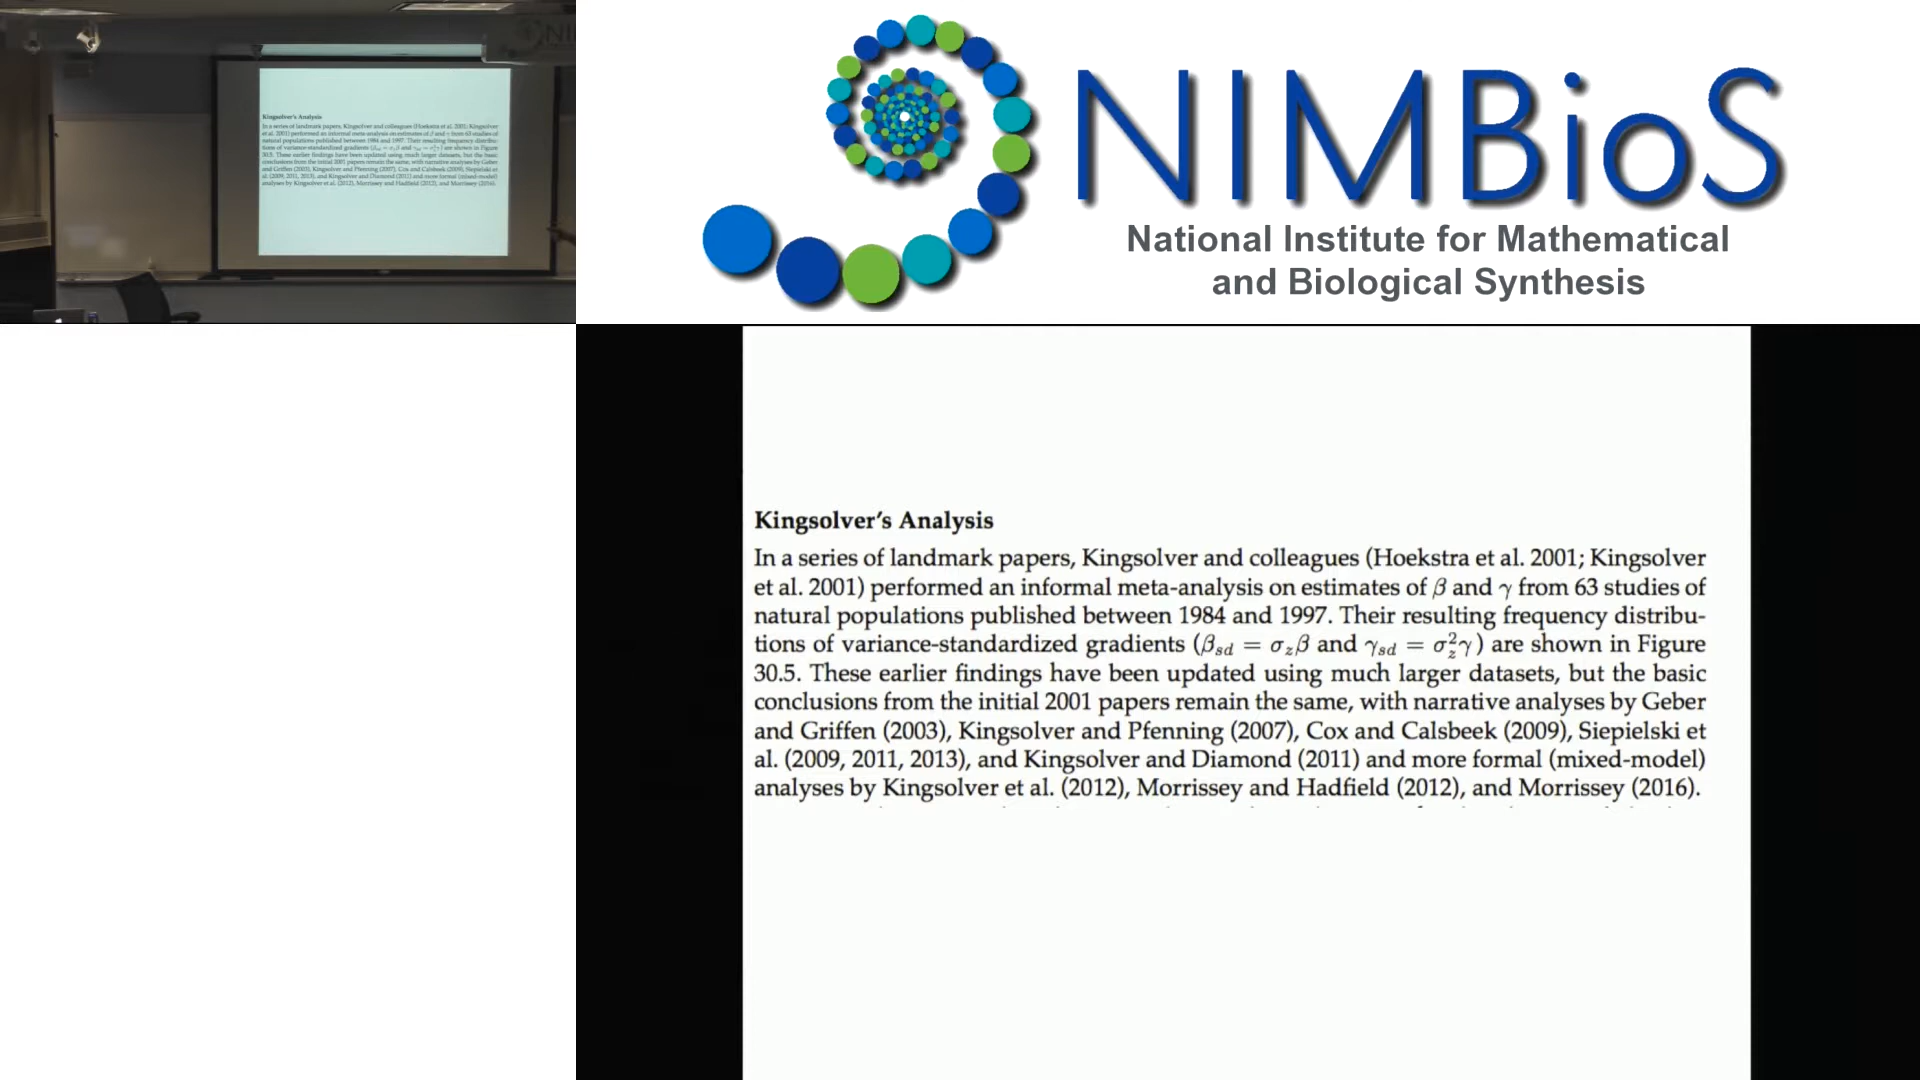 NIMBioS
National Institute for Mathematical
and Biological Synthesis
Kingsolver's Analysis
In a series of landmark papers, Kingsolver and colleagues (Hoekstra et al. 2001; Kingsolver
et al. 2001) performed an informal meta-analysis on estimates of β and γ from 63 studies of
natural populations published between 1984 and 1997. Their resulting frequency distribu-
tions of variance-standardized gradients (βsd = σzβ and γsd = σ²zγ) are shown in Figure
30.5. These earlier findings have been updated using much larger datasets, but the basic
conclusions from the initial 2001 papers remain the same, with narrative analyses by Geber
and Griffen (2003), Kingsolver and Pfenning (2007), Cox and Calsbeek (2009), Siepielski et
al. (2009, 2011, 2013), and Kingsolver and Diamond (2011) and more formal (mixed-model)
analyses by Kingsolver et al. (2012), Morrissey and Hadfield (2012), and Morrissey (2016).